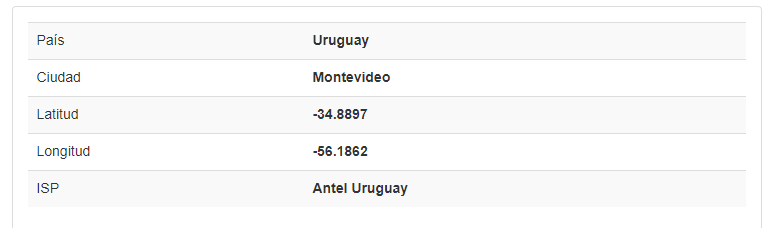 País Uruguay
Ciudad Montevideo
Latitud -34.8897
Longitud -56.1862
ISP Antel Uruguay